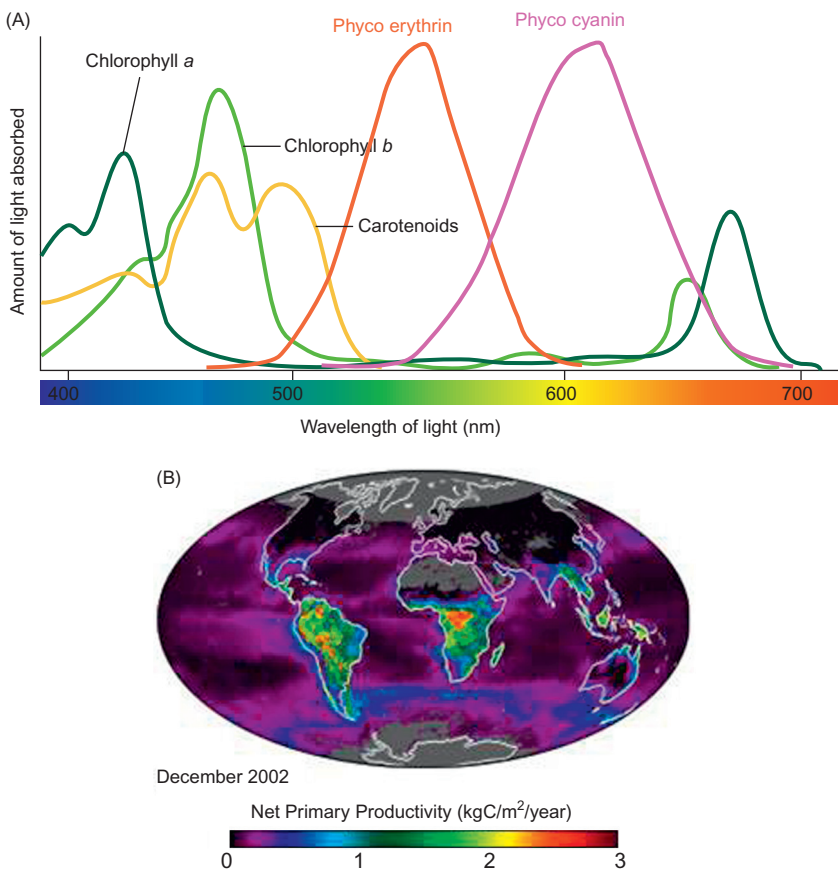 (A)
Phyco erythrin
Phyco cyanin
Chlorophyll a
Chlorophyll b
Carotenoids
Amount of light absorbed
400 500 600 700
Wavelength of light (nm)
(B)
December 2002
Net Primary Productivity (kgC/m²/year)
0 1 2 3